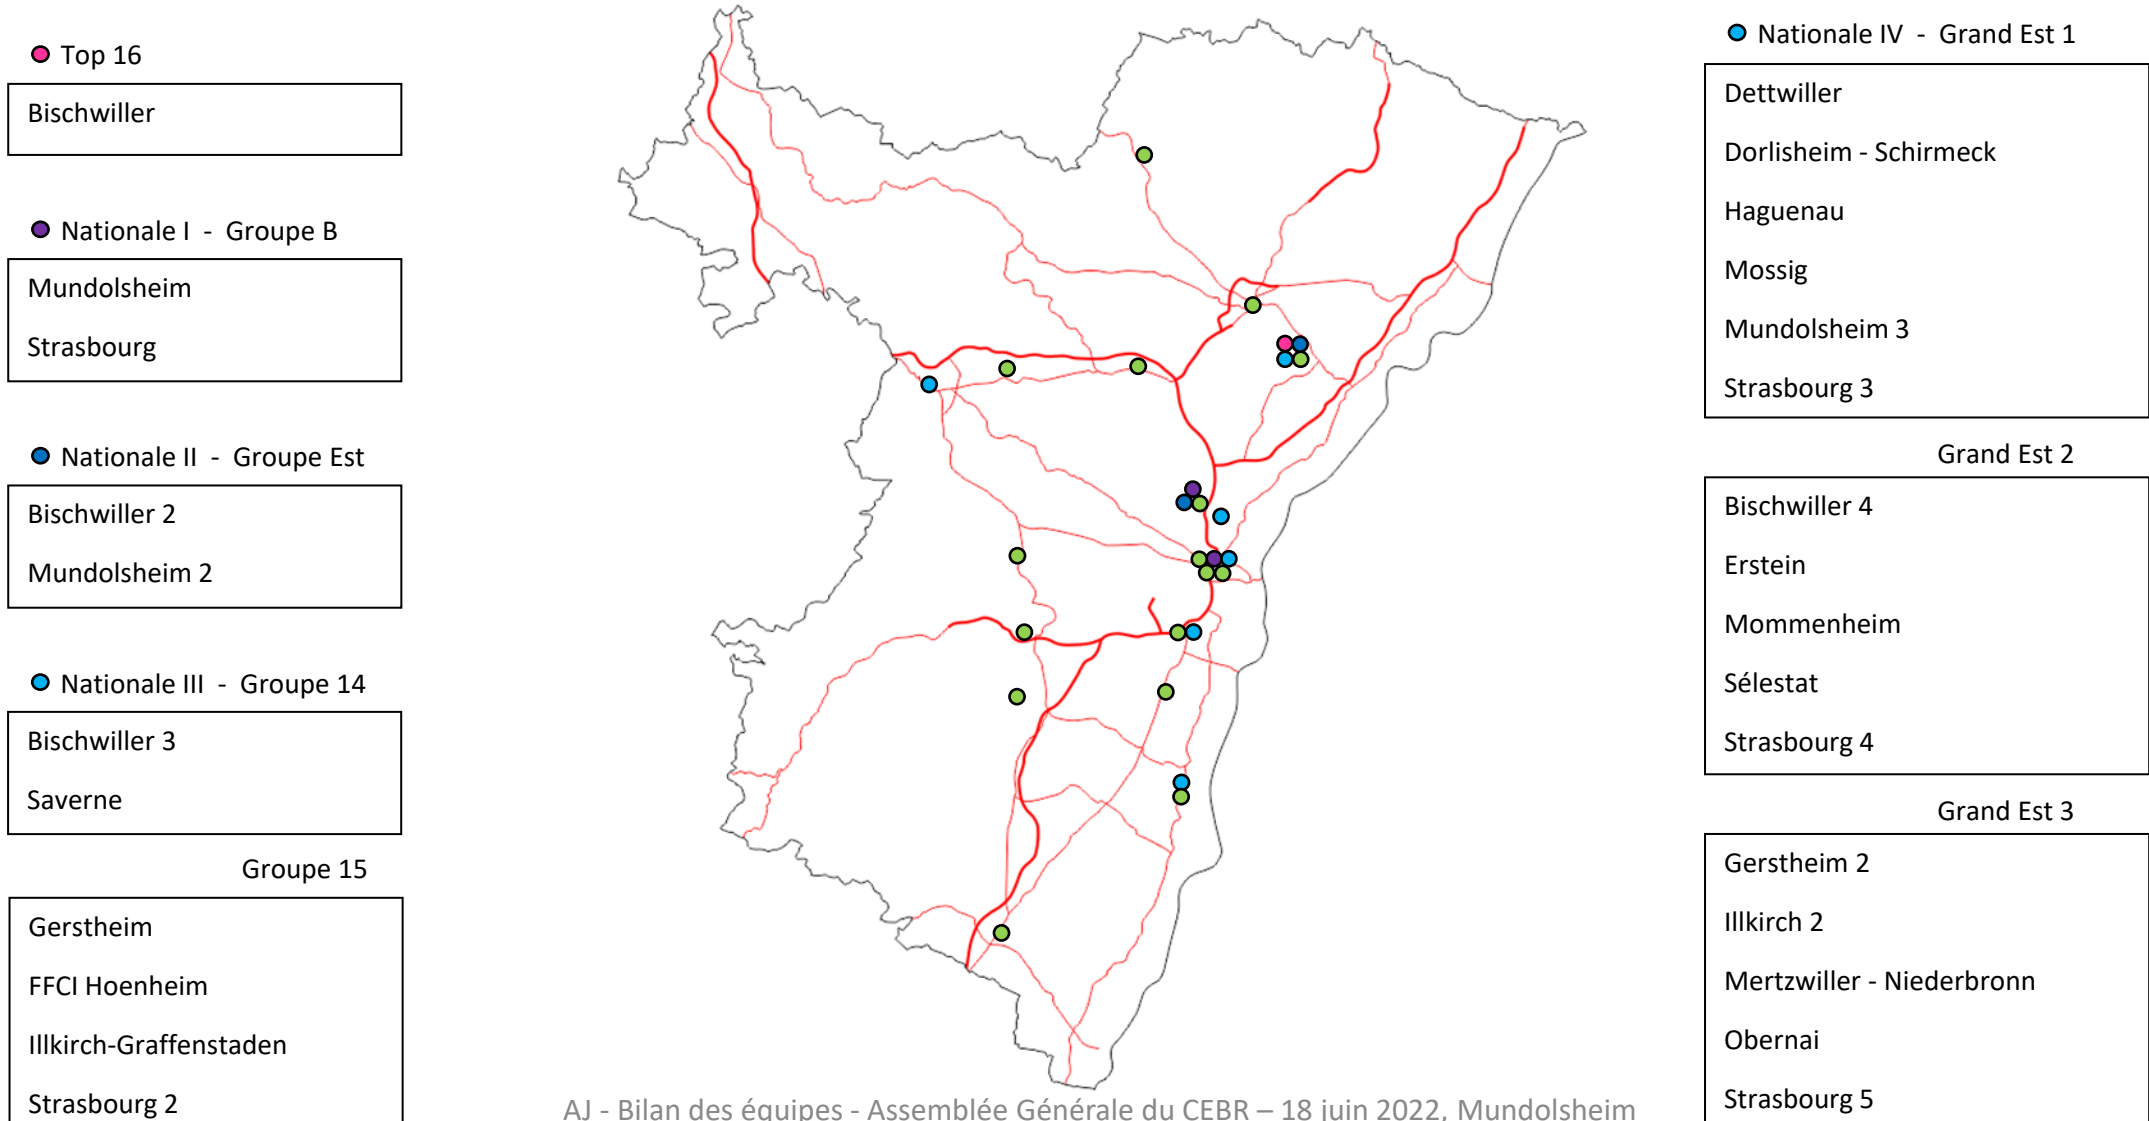 Top 16
Bischwiller
Nationale I - Groupe B
Mundolsheim
Strasbourg
Nationale II - Groupe Est
Bischwiller 2
Mundolsheim 2
Nationale III - Groupe 14
Bischwiller 3
Saverne
Groupe 15
Gerstheim
FFCI Hoenheim
Illkirch-Graffenstaden
Strasbourg 2
Nationale IV - Grand Est 1
Dettwiller
Dorlisheim - Schirmeck
Haguenau
Mossig
Mundolsheim 3
Strasbourg 3
Grand Est 2
Bischwiller 4
Erstein
Mommenheim
Sélestat
Strasbourg 4
Grand Est 3
Gerstheim 2
Illkirch 2
Mertzwiller - Niederbronn
Obernai
Strasbourg 5
AJ - Bilan des équipes - Assemblée Générale du CEBR – 18 juin 2022, Mundolsheim